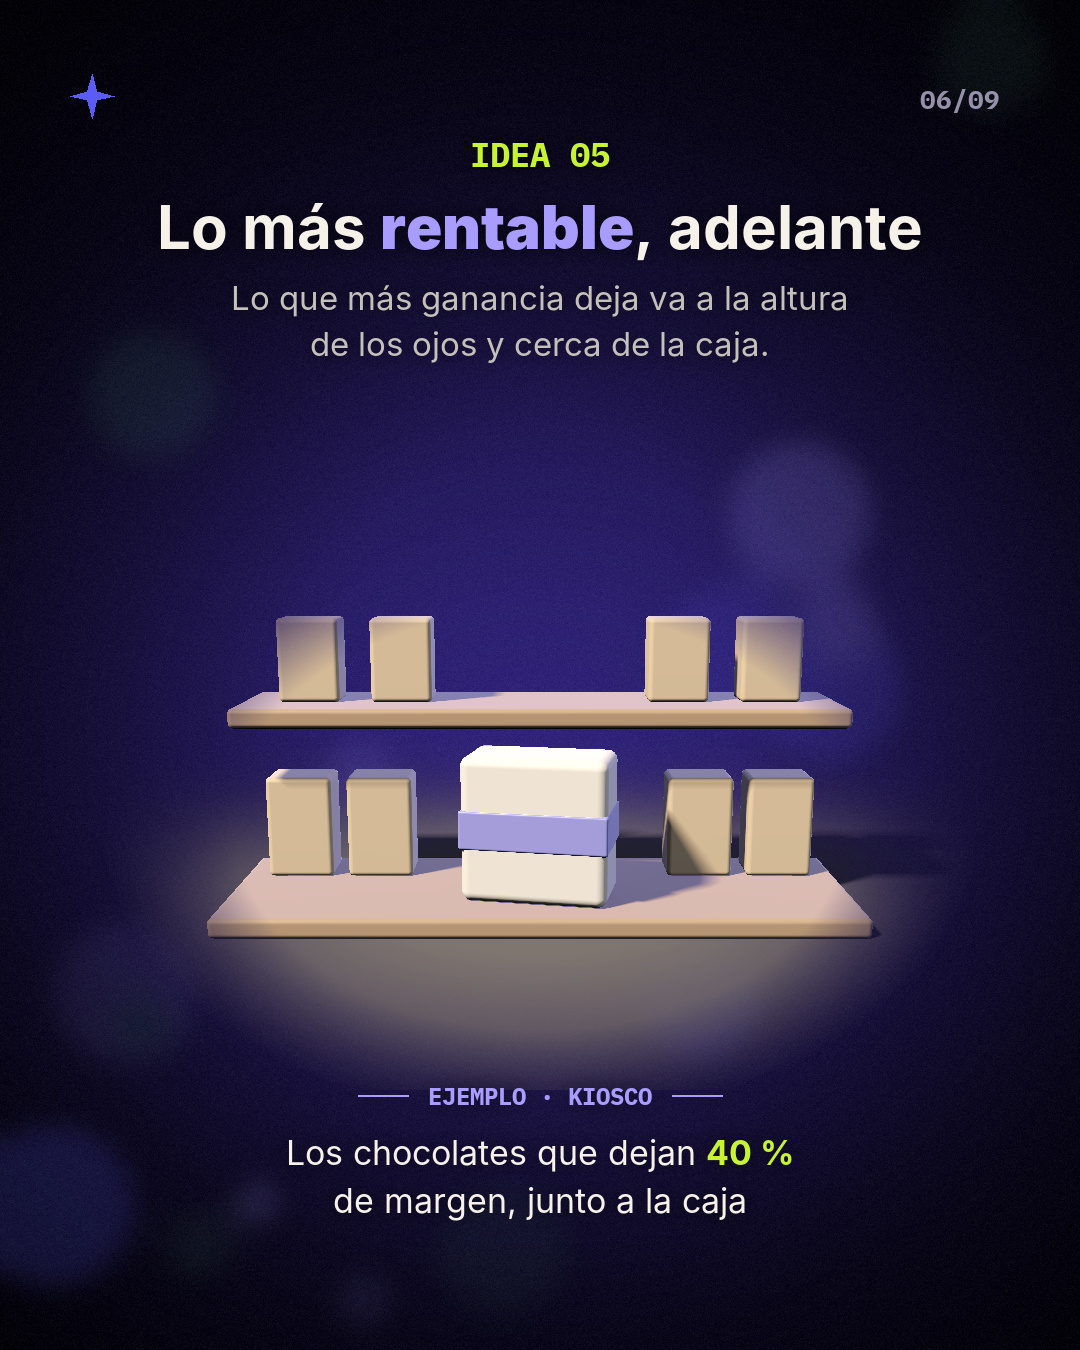 06/09
IDEA 05
Lo más rentable, adelante
Lo que más ganancia deja va a la altura
de los ojos y cerca de la caja.
EJEMPLO · KIOSCO
Los chocolates que dejan 40 %
de margen, junto a la caja